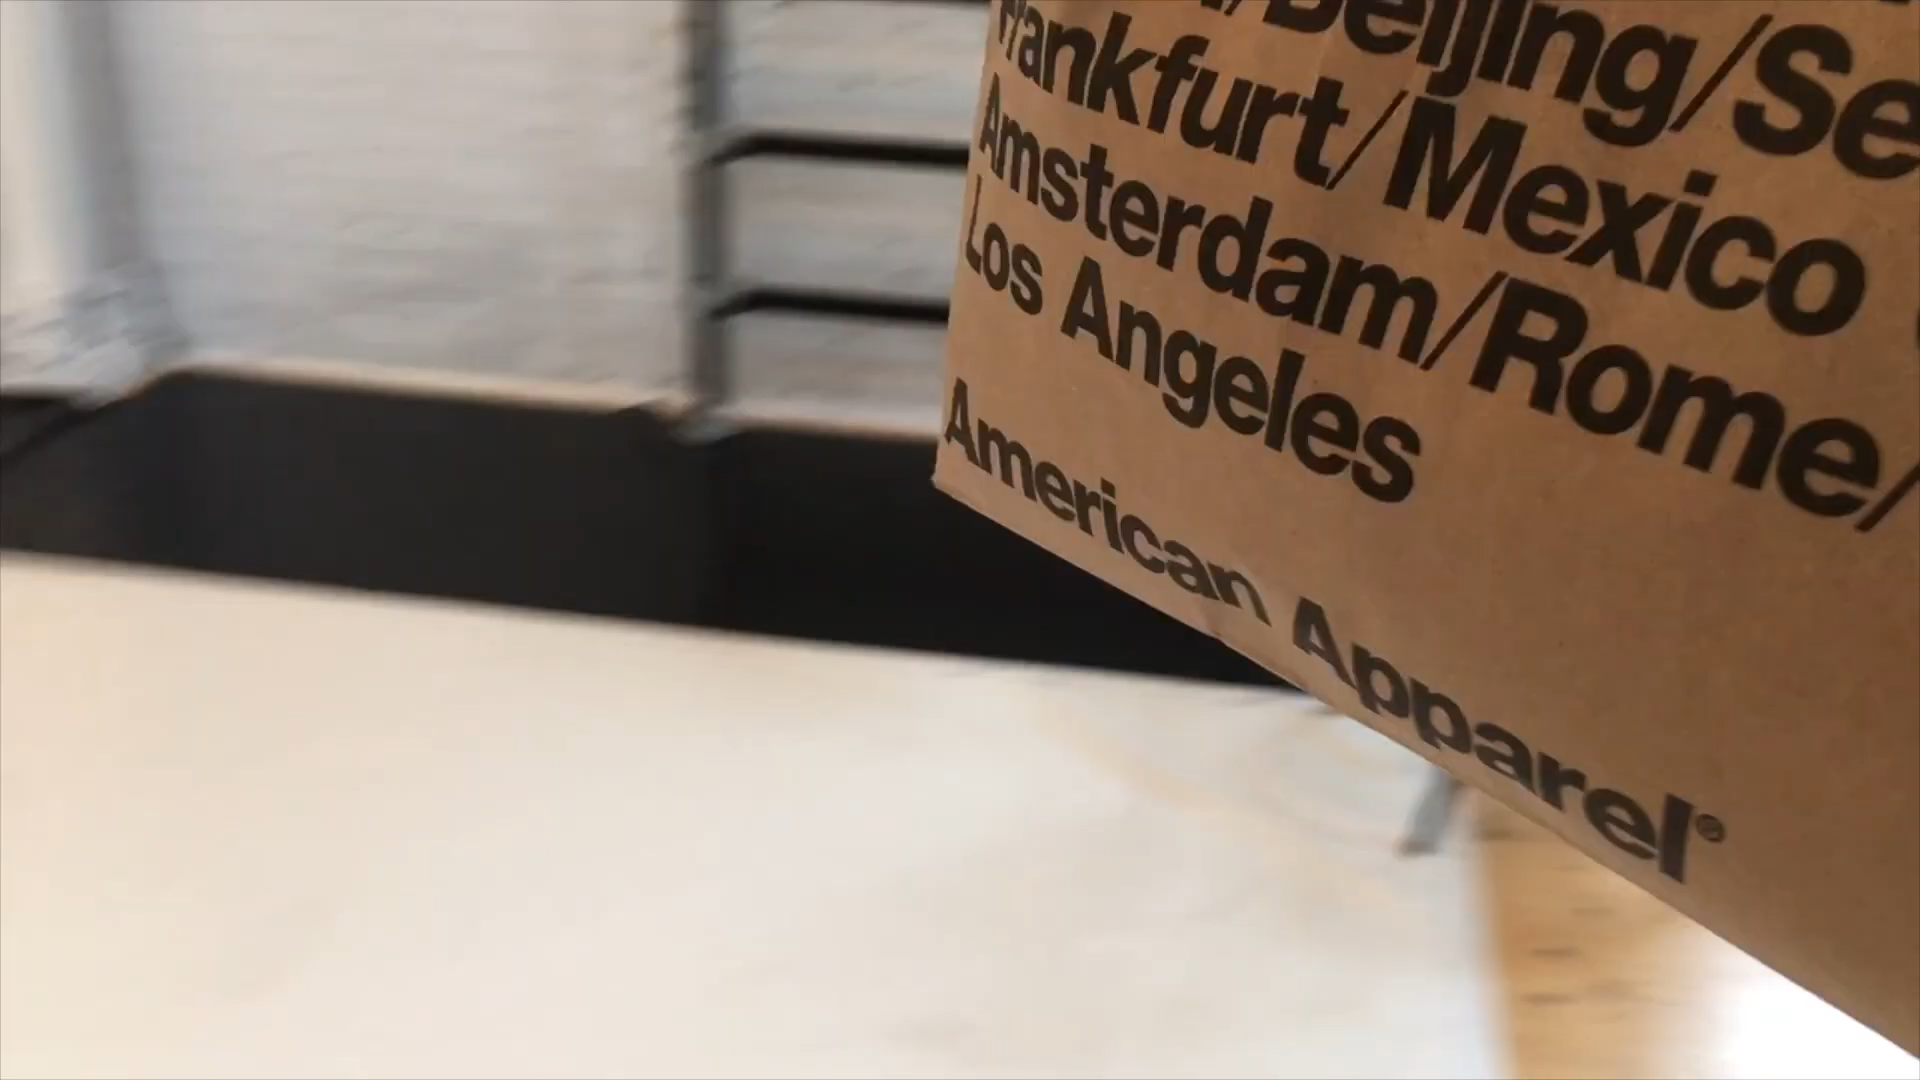 /Beijing/Se
Frankfurt/Mexico
Amsterdam/Rome/
Los Angeles
American Apparel®